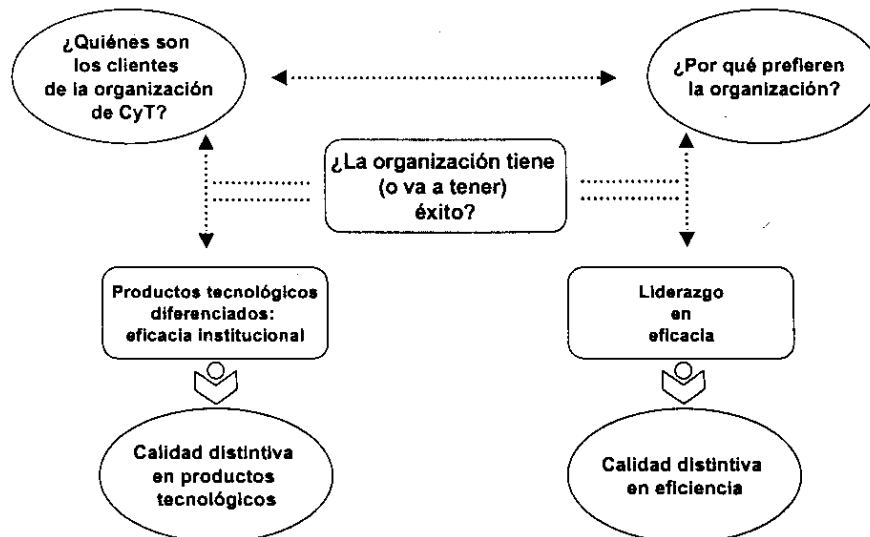 ¿Quiénes son
los clientes
de la organización
de CyT?
¿Por qué prefieren
la organización?
¿La organización tiene
(o va a tener)
éxito?
Productos tecnológicos
diferenciados:
eficacia institucional
Liderazgo
en
eficacia
Calidad distintiva
en productos
tecnológicos
Calidad distintiva
en eficiencia